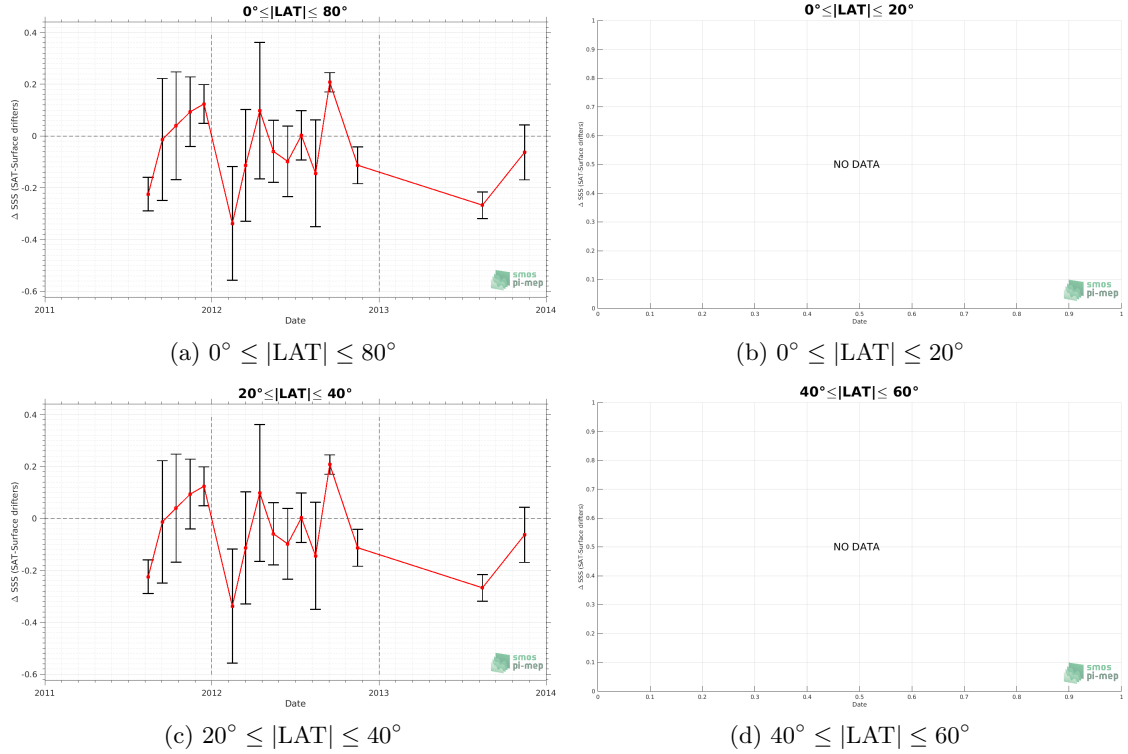 0°≤|LAT|≤ 80°
Δ SSS (SAT-Surface drifters)
0.4
0.2
0
-0.2
-0.4
-0.6
2011 2012 2013 2014
Date
smos
pi-mep
(a) 0° ≤ |LAT| ≤ 80°
0°≤|LAT|≤ 20°
Δ SSS (SAT-Surface drifters)
1
0.9
0.8
0.7
0.6
0.5
0.4
0.3
0.2
0.1
0
NO DATA
0 0.1 0.2 0.3 0.4 0.5 0.6 0.7 0.8 0.9 1
Date
smos
pi-mep
(b) 0° ≤ |LAT| ≤ 20°
20°≤|LAT|≤ 40°
Δ SSS (SAT-Surface drifters)
0.4
0.2
0
-0.2
-0.4
-0.6
2011 2012 2013 2014
Date
smos
pi-mep
(c) 20° ≤ |LAT| ≤ 40°
40°≤|LAT|≤ 60°
Δ SSS (SAT-Surface drifters)
1
0.9
0.8
0.7
0.6
0.5
0.4
0.3
0.2
0.1
0
NO DATA
0 0.1 0.2 0.3 0.4 0.5 0.6 0.7 0.8 0.9 1
Date
smos
pi-mep
(d) 40° ≤ |LAT| ≤ 60°